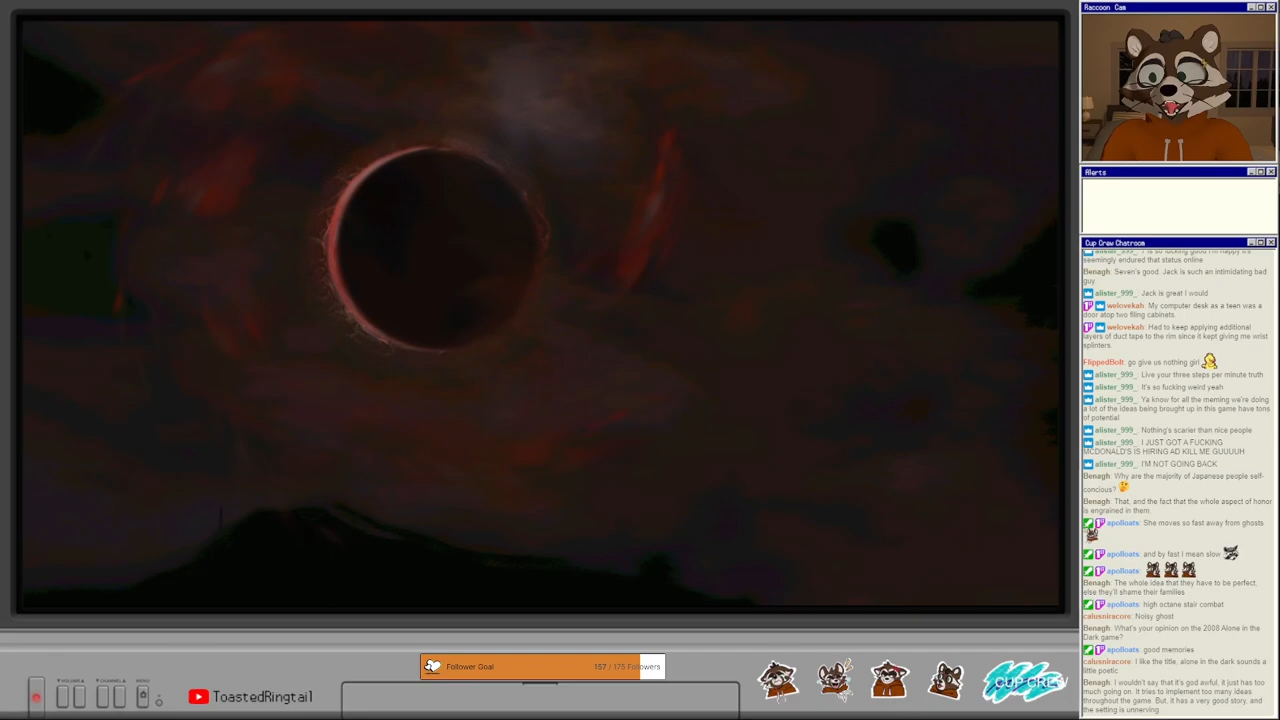 Raccoon Cam
Alerts
Cup Crew Chatroom
seemingly endured that status online
Benagh: Seven's good. Jack is such an intimidating bad
guy
alister_999_: Jack is great I would
welovekah: My computer desk as a teen was a
door atop two filing cabinets.
welovekah: Had to keep applying additional
layers of duct tape to the rim since it kept giving me wrist
splinters.
FlippedBolt: go give us nothing girl
alister_999_: Live your three steps per minute truth
alister_999_: It's so fucking weird yeah
alister_999_: Ya know for all the meming we're doing
a lot of the ideas being brought up in this game have tons
of potential
alister_999_: Nothing's scarier than nice people
alister_999_: I JUST GOT A FUCKING
MCDONALD'S IS HIRING AD KILL ME GUUUUH
alister_999_: I'M NOT GOING BACK
Benagh: Why are the majority of Japanese people self-
concious?
Benagh: That, and the fact that the whole aspect of honor
is engrained in them.
apolloats: She moves so fast away from ghosts
apolloats: and by fast I mean slow
apolloats:
Benagh: The whole idea that they have to be perfect,
else they'll shame their families
apolloats: high octane stair combat
calusniracore: Noisy ghost
Benagh: What's your opinion on the 2008 Alone in the
Dark game?
apolloats: good memories
calusniracore: I like the title, alone in the dark sounds a
little poetic
Benagh: I wouldn't say that it's god awful, it just has too
much going on. It tries to implement too many ideas
throughout the game. But, it has a very good story, and
the setting is unnerving
Follower Goal 157 / 175 Followers
▼ VOLUME ▲ ▼ CHANNEL ▲ MENU
ToastedRingtail
CUP CREW